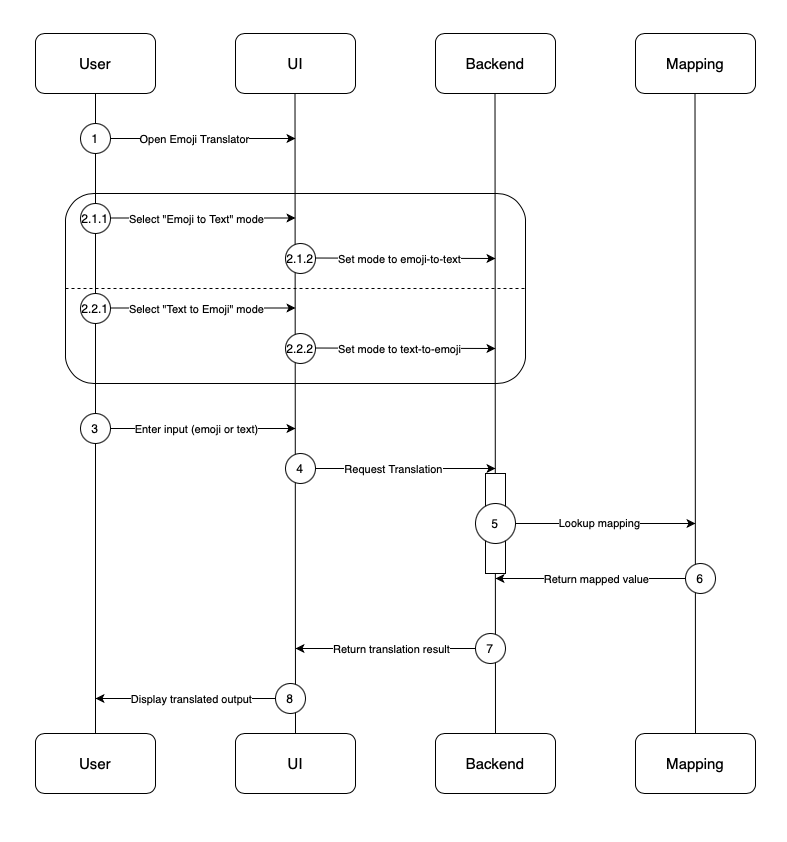 User
UI
Backend
Mapping
1
Open Emoji Translator
2.1.1
Select "Emoji to Text" mode
2.1.2
Set mode to emoji-to-text
2.2.1
Select "Text to Emoji" mode
2.2.2
Set mode to text-to-emoji
3
Enter input (emoji or text)
4
Request Translation
5
Lookup mapping
Return mapped value
6
Return translation result
7
Display translated output
8
User
UI
Backend
Mapping